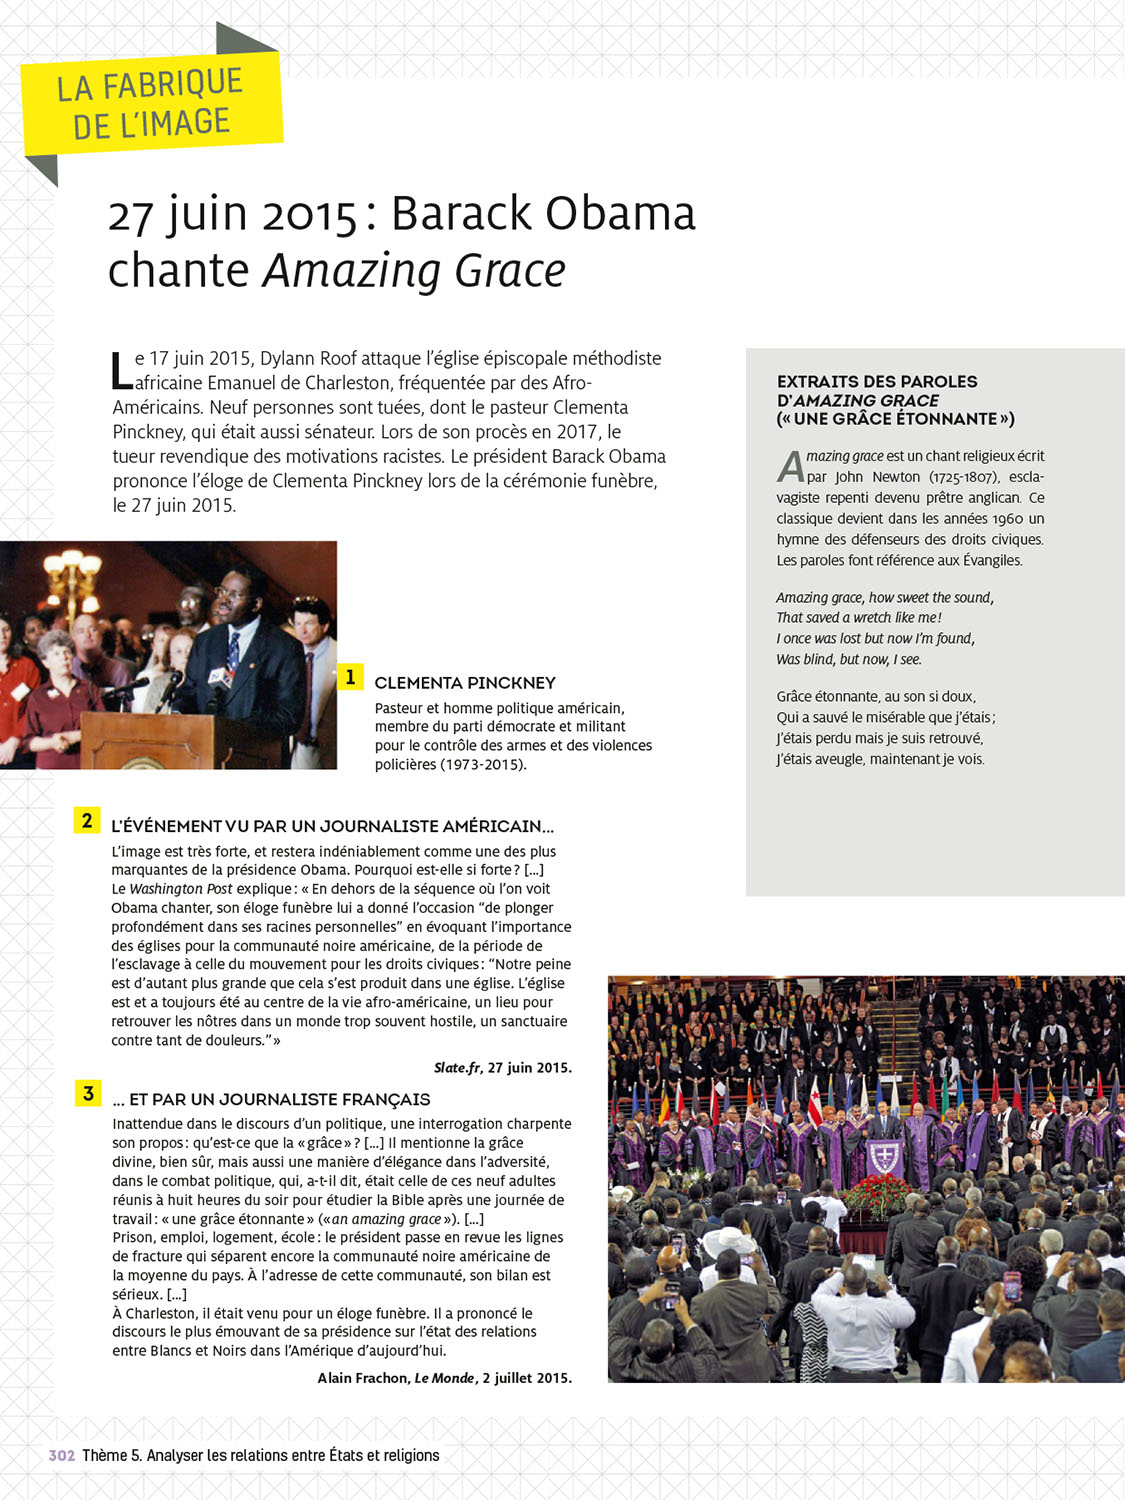 LA FABRIQUE
DE L'IMAGE
27 juin 2015 : Barack Obama
chante Amazing Grace
Le 17 juin 2015, Dylann Roof attaque l'église épiscopale méthodiste
africaine Emanuel de Charleston, fréquentée par des Afro-
Américains. Neuf personnes sont tuées, dont le pasteur Clementa
Pinckney, qui était aussi sénateur. Lors de son procès en 2017, le
tueur revendique des motivations racistes. Le président Barack Obama
prononce l'éloge de Clementa Pinckney lors de la cérémonie funèbre,
le 27 juin 2015.
EXTRAITS DES PAROLES
D'AMAZING GRACE
(« UNE GRÂCE ÉTONNANTE »)
Amazing grace est un chant religieux écrit
par John Newton (1725-1807), escla-
vagiste repenti devenu prêtre anglican. Ce
classique devient dans les années 1960 un
hymne des défenseurs des droits civiques.
Les paroles font référence aux Évangiles.
Amazing grace, how sweet the sound,
That saved a wretch like me !
I once was lost but now I'm found,
Was blind, but now, I see.
Grâce étonnante, au son si doux,
Qui a sauvé le misérable que j'étais ;
J'étais perdu mais je suis retrouvé,
J'étais aveugle, maintenant je vois.
1 CLEMENTA PINCKNEY
Pasteur et homme politique américain,
membre du parti démocrate et militant
pour le contrôle des armes et des violences
policières (1973-2015).
2 L'ÉVÉNEMENT VU PAR UN JOURNALISTE AMÉRICAIN...
L'image est très forte, et restera indéniablement comme une des plus
marquantes de la présidence Obama. Pourquoi est-elle si forte ? [...]
Le Washington Post explique : « En dehors de la séquence où l'on voit
Obama chanter, son éloge funèbre lui a donné l'occasion “de plonger
profondément dans ses racines personnelles” en évoquant l'importance
des églises pour la communauté noire américaine, de la période de
l'esclavage à celle du mouvement pour les droits civiques : “Notre peine
est d'autant plus grande que cela s'est produit dans une église. L'église
est et a toujours été au centre de la vie afro-américaine, un lieu pour
retrouver les nôtres dans un monde trop souvent hostile, un sanctuaire
contre tant de douleurs.” »
Slate.fr, 27 juin 2015.
3 ... ET PAR UN JOURNALISTE FRANÇAIS
Inattendue dans le discours d'un politique, une interrogation charpente
son propos : qu'est-ce que la « grâce » ? [...] Il mentionne la grâce
divine, bien sûr, mais aussi une manière d'élégance dans l'adversité,
dans le combat politique, qui, a-t-il dit, était celle de ces neuf adultes
réunis à huit heures du soir pour étudier la Bible après une journée de
travail : « une grâce étonnante » (« an amazing grace »). [...]
Prison, emploi, logement, école : le président passe en revue les lignes
de fracture qui séparent encore la communauté noire américaine de
la moyenne du pays. À l'adresse de cette communauté, son bilan est
sérieux. [...]
À Charleston, il était venu pour un éloge funèbre. Il a prononcé le
discours le plus émouvant de sa présidence sur l'état des relations
entre Blancs et Noirs dans l'Amérique d'aujourd'hui.
Alain Frachon, Le Monde, 2 juillet 2015.
302 Thème 5. Analyser les relations entre États et religions